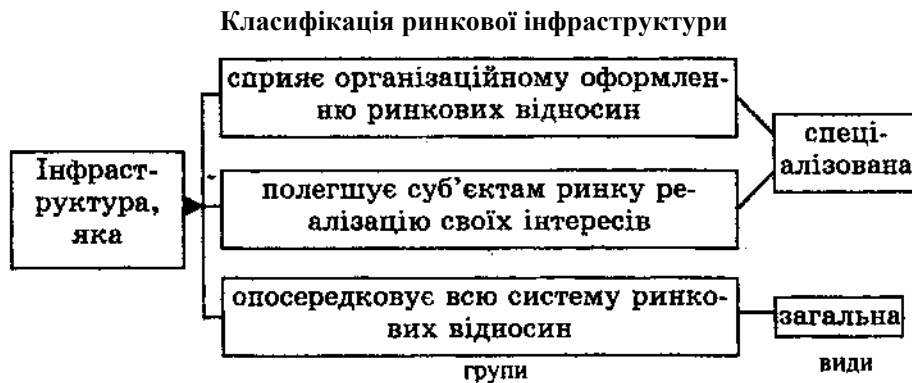 Класифікація ринкової інфраструктури
сприяє організаційному оформлен-
ню ринкових відносин
Інфраст-
руктура,
яка
полегшує суб'єктам ринку ре-
алізацію своїх інтересів
опосередковує всю систему ринко-
вих відносин
групи
спеці-
алізована
загальна
види